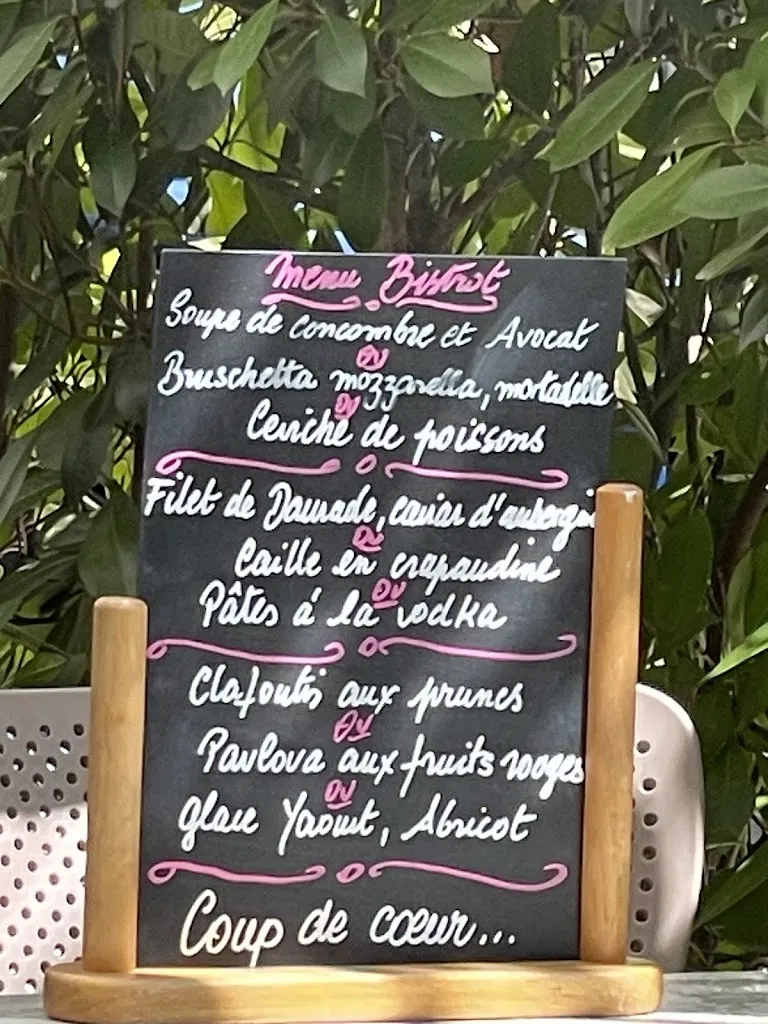 Menu Bistrot
Soupe de concombre et Avocat
ou
Bruschetta mozzarella, mortadelle
ou
Ceviche de poissons
Filet de Daurade, caviar d'aubergine
ou
Caille en crapaudine
ou
Pâtes à la vodka
Clafoutis aux prunes
ou
Pavlova aux fruits rouges
ou
glace Yaourt, Abricot
Coup de cœur...